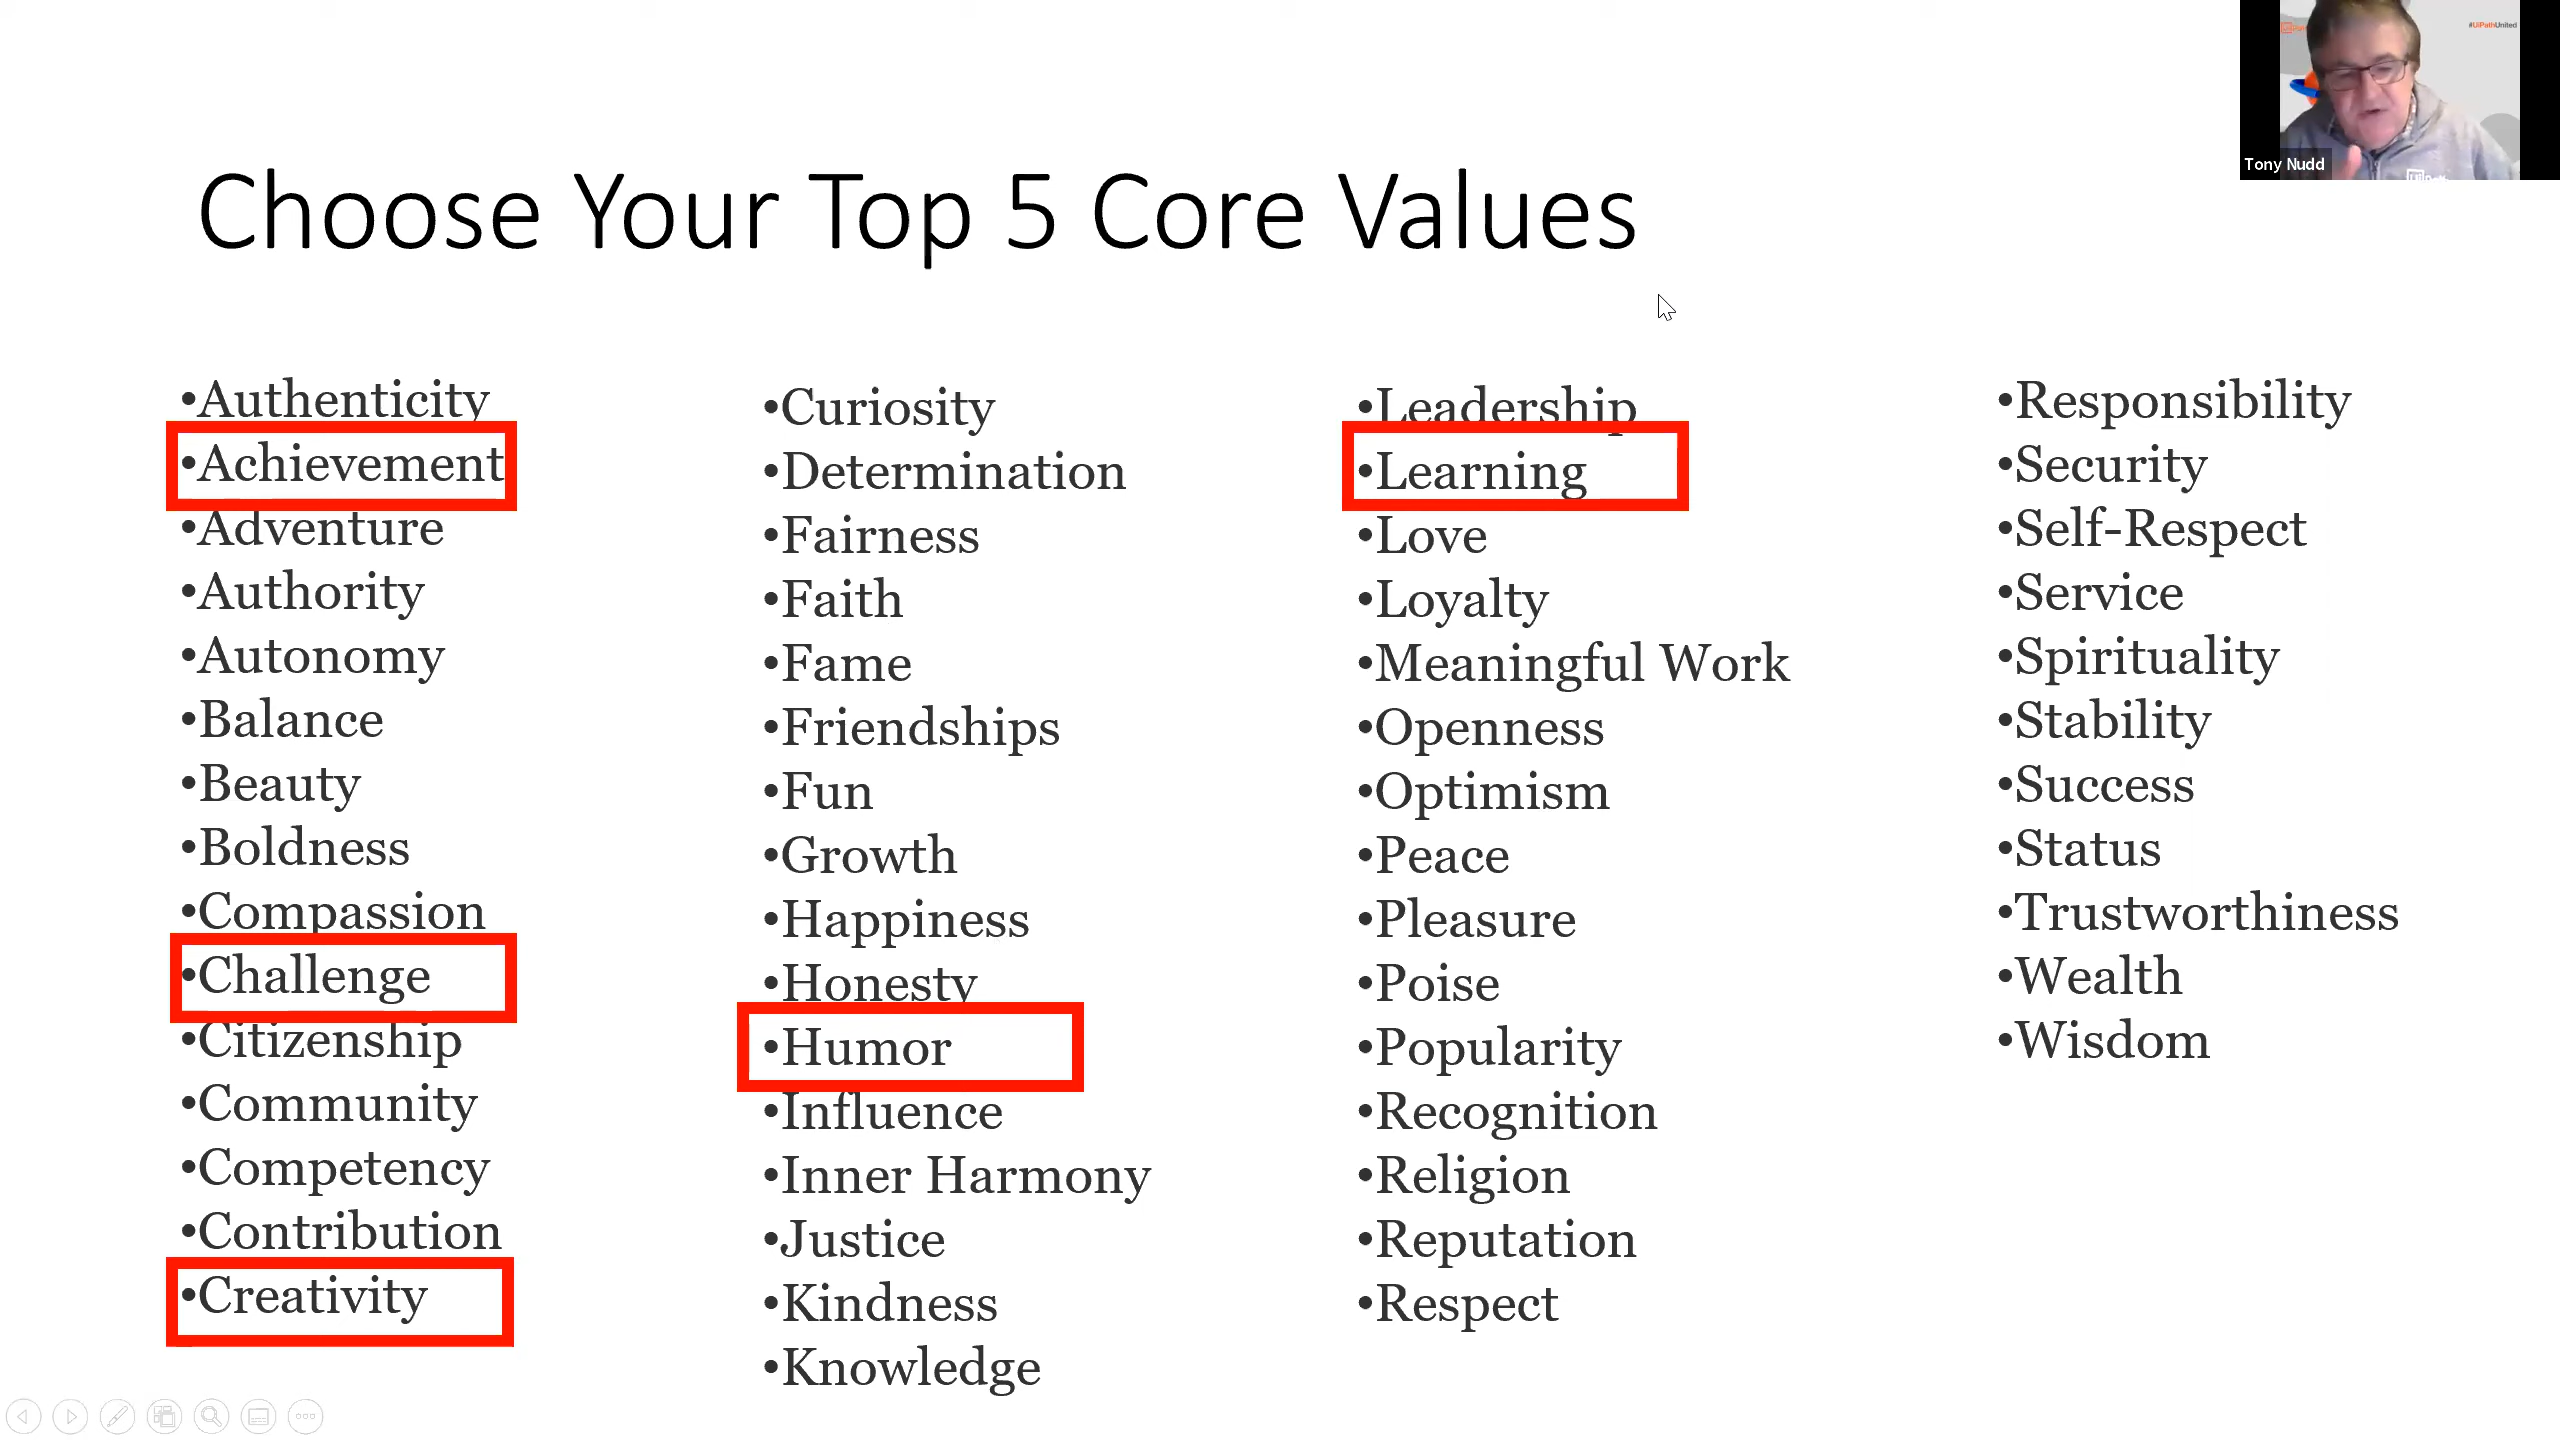 #UiPathUnited
Tony Nudd
Choose Your Top 5 Core Values
•Authenticity
•Achievement
•Adventure
•Authority
•Autonomy
•Balance
•Beauty
•Boldness
•Compassion
•Challenge
•Citizenship
•Community
•Competency
•Contribution
•Creativity
•Curiosity
•Determination
•Fairness
•Faith
•Fame
•Friendships
•Fun
•Growth
•Happiness
•Honesty
•Humor
•Influence
•Inner Harmony
•Justice
•Kindness
•Knowledge
•Leadership
•Learning
•Love
•Loyalty
•Meaningful Work
•Openness
•Optimism
•Peace
•Pleasure
•Poise
•Popularity
•Recognition
•Religion
•Reputation
•Respect
•Responsibility
•Security
•Self-Respect
•Service
•Spirituality
•Stability
•Success
•Status
•Trustworthiness
•Wealth
•Wisdom